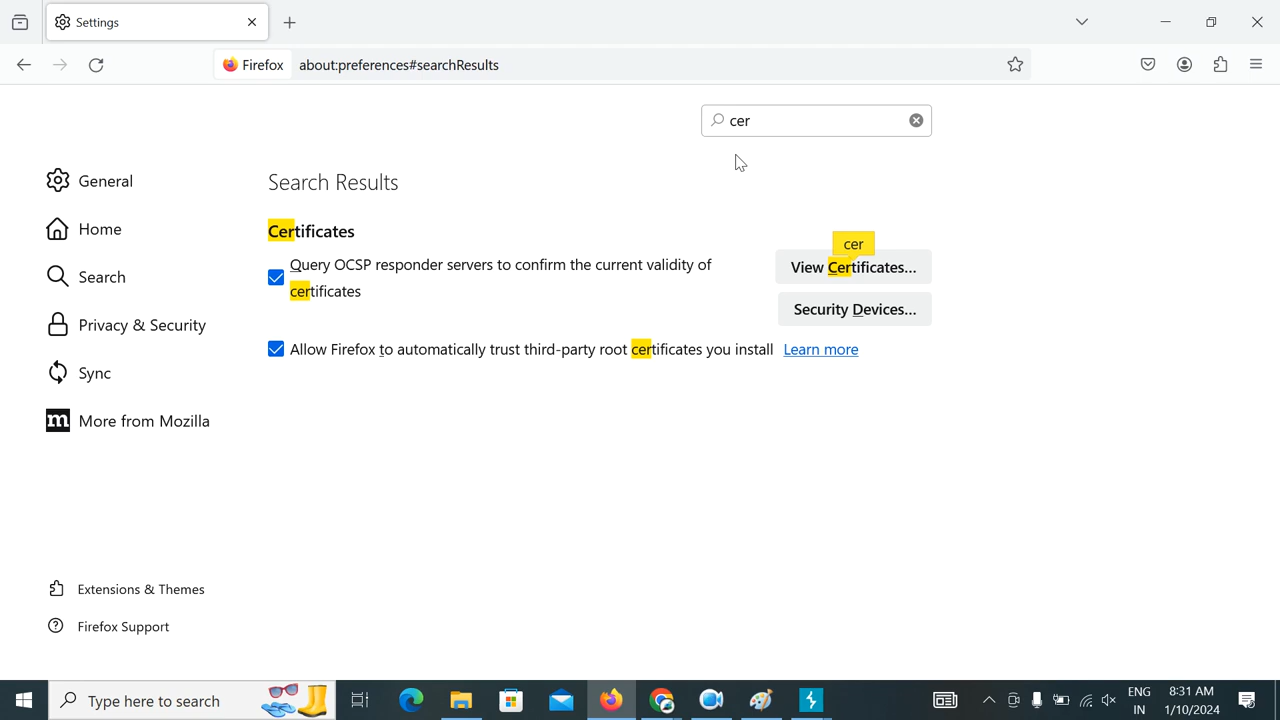 Settings
Firefox
about:preferences#searchResults
cer
General
Home
Search
Privacy & Security
Sync
More from Mozilla
Extensions & Themes
Firefox Support
Search Results
Certificates
Query OCSP responder servers to confirm the current validity of
certificates
cer
View Certificates...
Security Devices...
Allow Firefox to automatically trust third-party root certificates you install Learn more
Type here to search
ENG
IN
8:31 AM
1/10/2024